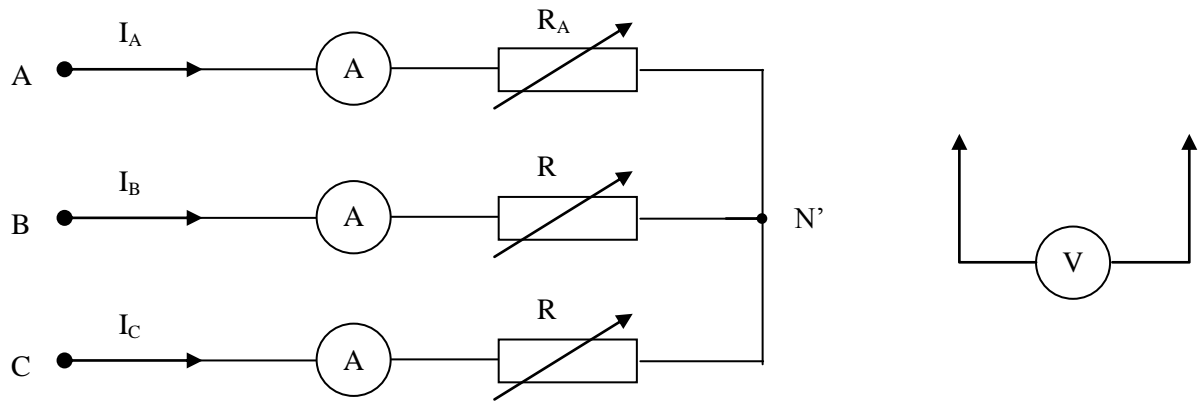 I_A R_A
A A
I_B R
B A N’ V
I_C R
C A